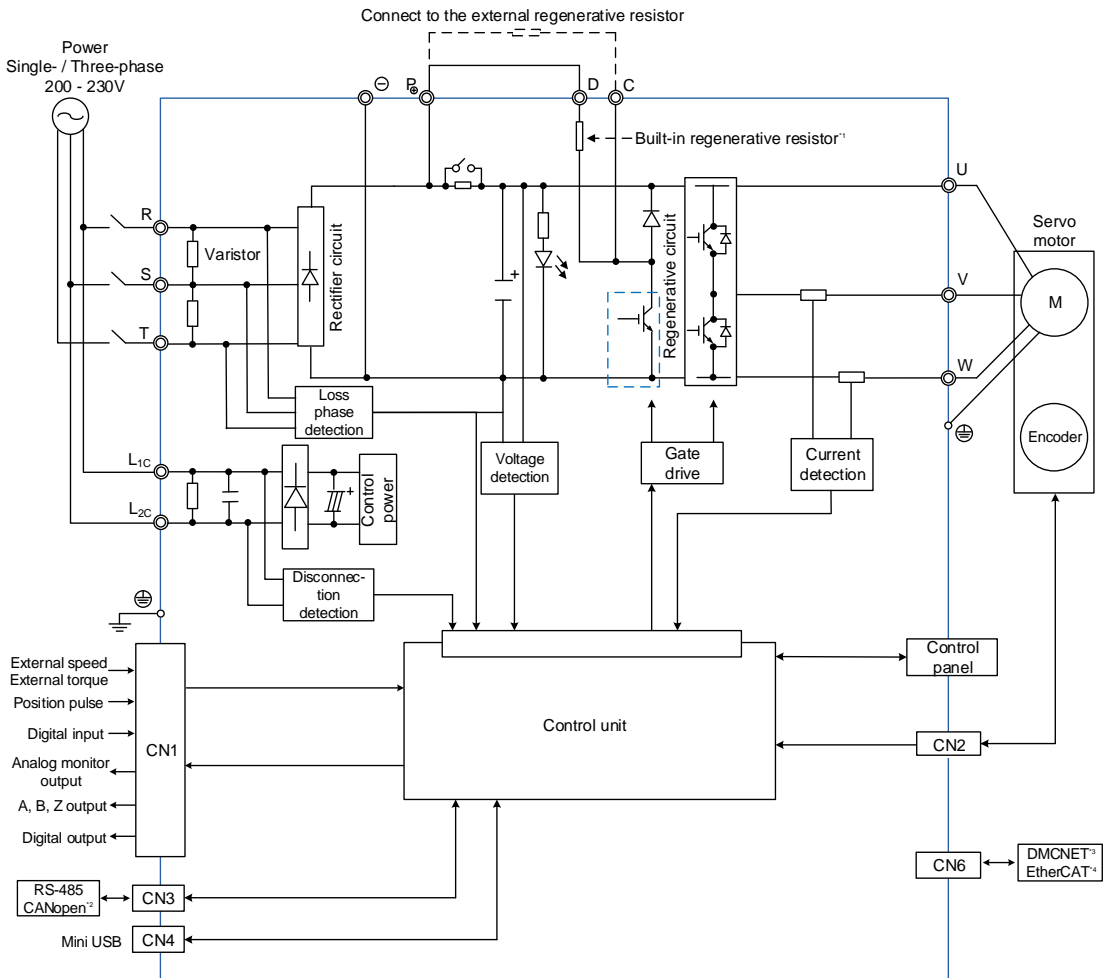 Connect to the external regenerative resistor
Power
Single- / Three-phase
200 - 230V
⊖
P⊕
D
C
Built-in regenerative resistor*1
U
R
Varistor
Rectifier circuit
Regenerative circuit
Servo
motor
S
V
M
T
W
Loss
phase
detection
Voltage
detection
Gate
drive
Current
detection
Encoder
L1C
L2C
+
+
Control
power
Disconnec-
tion
detection
External speed
External torque
Position pulse
Digital input
Analog monitor
output
A, B, Z output
Digital output
CN1
Control unit
Control
panel
CN2
CN6
DMCNET*3
EtherCAT*4
RS-485
CANopen*2
CN3
Mini USB
CN4